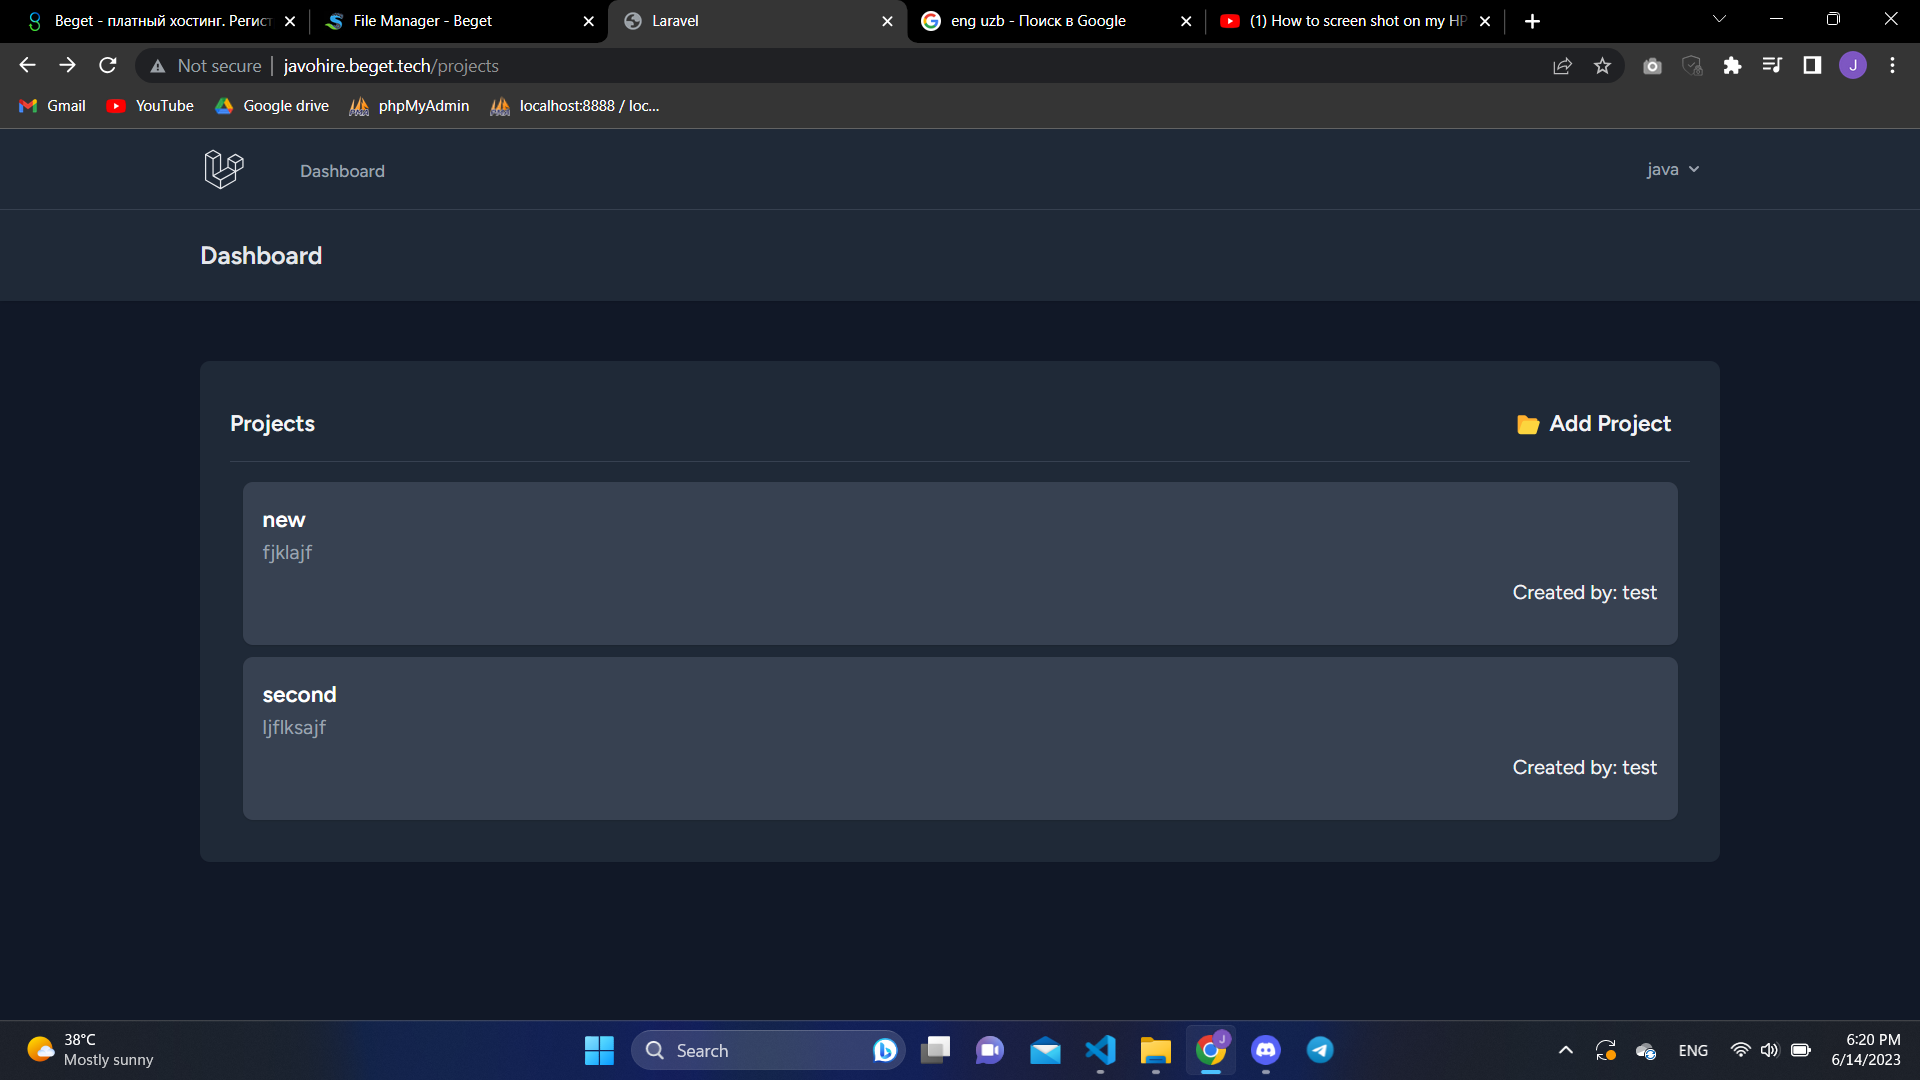 Beget - платный хостинг. Регист
File Manager - Beget
Laravel
eng uzb - Поиск в Google
(1) How to screen shot on my HP
Not secure
javohire.beget.tech/projects
J
Gmail
YouTube
Google drive
phpMyAdmin
localhost:8888 / loc...
Dashboard
java
Dashboard
Projects
Add Project
new
fjklajf
Created by: test
second
ljflksajf
Created by: test
38°C
Mostly sunny
Search
J
ENG
6:20 PM
6/14/2023